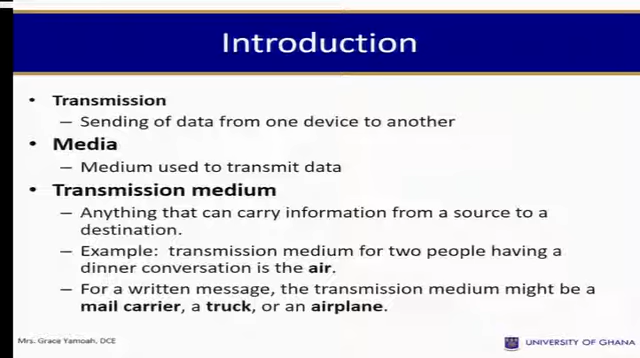 Introduction
• Transmission
– Sending of data from one device to another
• Media
– Medium used to transmit data
• Transmission medium
– Anything that can carry information from a source to a
destination.
– Example: transmission medium for two people having a
dinner conversation is the air.
– For a written message, the transmission medium might be a
mail carrier, a truck, or an airplane.
Mrs. Grace Yamoah, DCE
UNIVERSITY OF GHANA